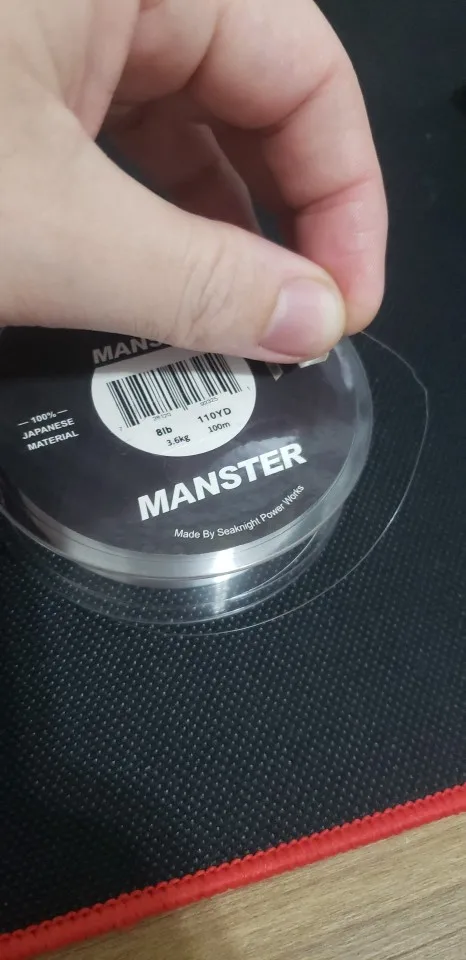 MANS
100%
JAPANESE
MATERIAL
8lb 110YD
3.6kg 100m
MANSTER
Made By Seaknight Power Works